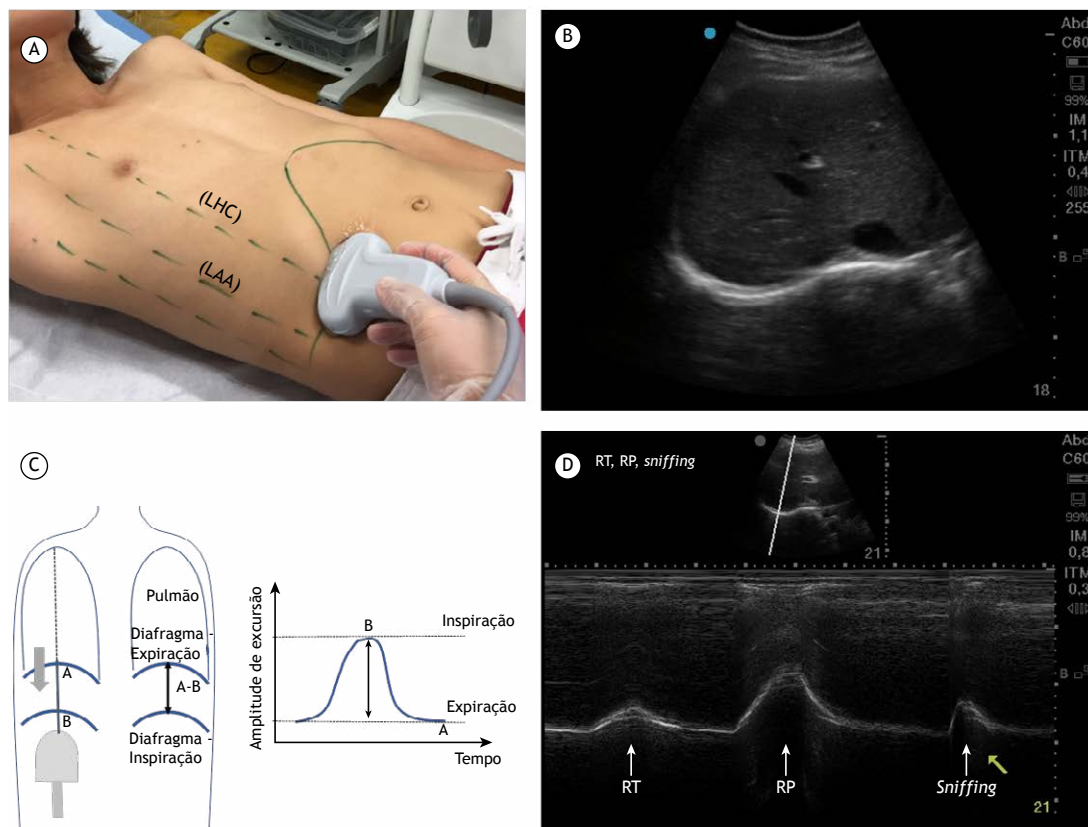 A
(LHC)
(LAA)
B
Abd
C60
99%
IM
1,1
ITM
0,4
255
B
18
C
Pulmão
Diafragma -
Expiração
A
A-B
B
Diafragma -
Inspiração
Amplitude de excursão
B
Inspiração
Expiração
A
Tempo
D
RT, RP, sniffing
21
Abd
C60
99%
IM
0,8
ITM
0,3
B
RT
RP
Sniffing
21